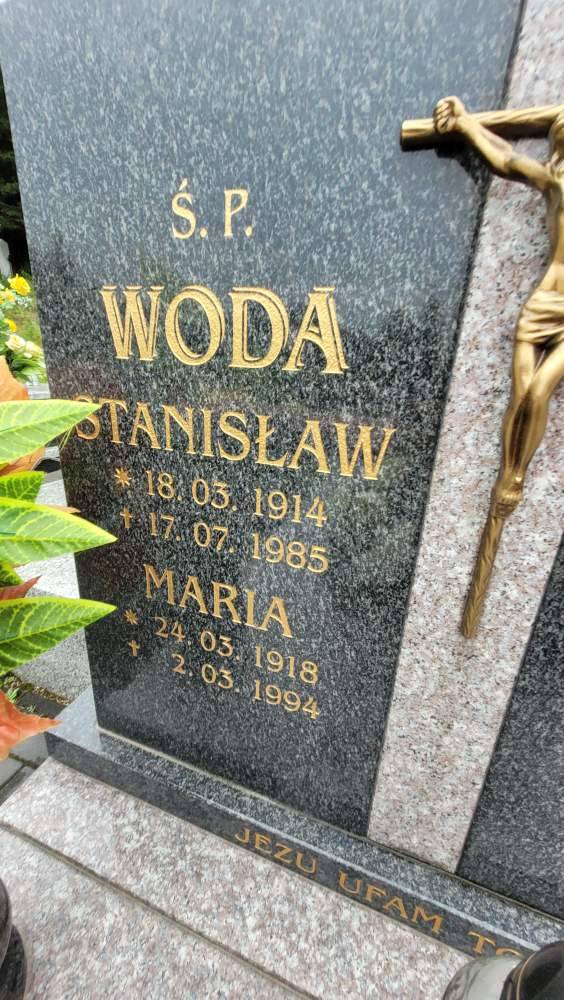 Ś. P.
WODA
STANISŁAW
* 18. 03. 1914
† 17. 07. 1985
MARIA
* 24. 03. 1918
† 2. 03. 1994
JEZU UFAM